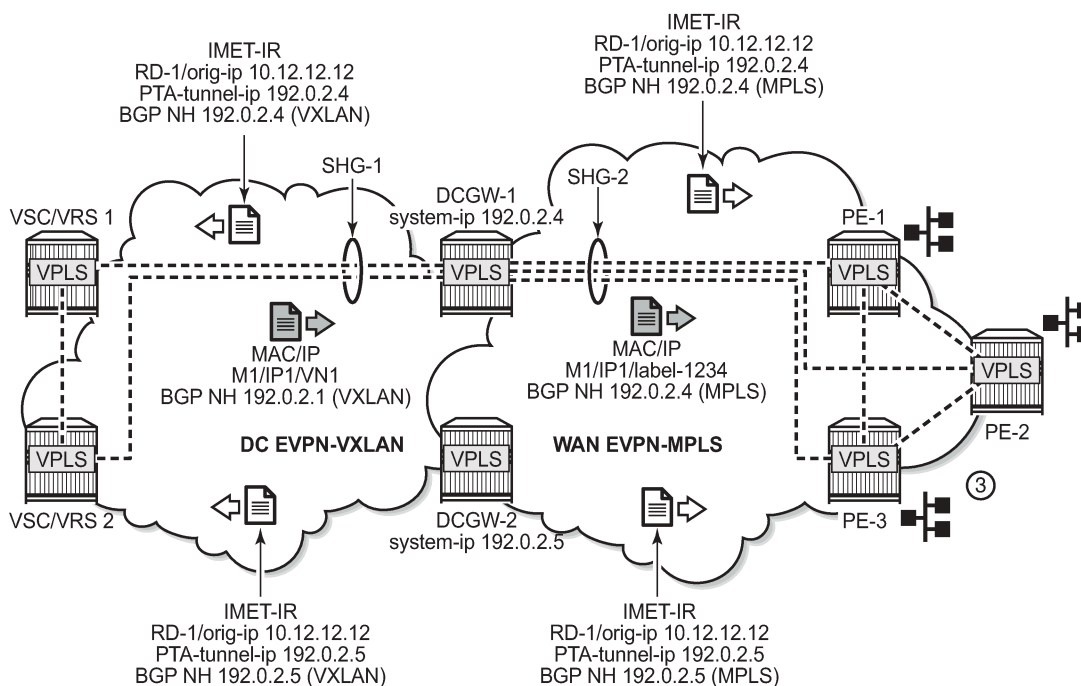 IMET-IR
RD-1/orig-ip 10.12.12.12
PTA-tunnel-ip 192.0.2.4
BGP NH 192.0.2.4 (VXLAN)
IMET-IR
RD-1/orig-ip 10.12.12.12
PTA-tunnel-ip 192.0.2.4
BGP NH 192.0.2.4 (MPLS)
SHG-1
SHG-2
VSC/VRS 1
DCGW-1
system-ip 192.0.2.4
PE-1
VPLS
VPLS
VPLS
MAC/IP
M1/IP1/VN1
BGP NH 192.0.2.1 (VXLAN)
MAC/IP
M1/IP1/label-1234
BGP NH 192.0.2.4 (MPLS)
VPLS
PE-2
DC EVPN-VXLAN
WAN EVPN-MPLS
VPLS
VPLS
VPLS
3
VSC/VRS 2
DCGW-2
system-ip 192.0.2.5
PE-3
IMET-IR
RD-1/orig-ip 10.12.12.12
PTA-tunnel-ip 192.0.2.5
BGP NH 192.0.2.5 (VXLAN)
IMET-IR
RD-1/orig-ip 10.12.12.12
PTA-tunnel-ip 192.0.2.5
BGP NH 192.0.2.5 (MPLS)